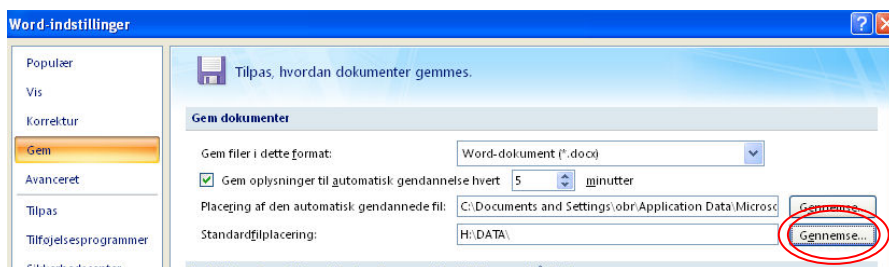 Word-indstillinger
Populær
Vis
Korrektur
Gem
Avanceret
Tilpas
Tilføjelsesprogrammer
Tilpas, hvordan dokumenter gemmes.
Gem dokumenter
Gem filer i dette format: Word-dokument (*.docx)
Gem oplysninger til automatisk gendannelse hvert 5 minutter
Placering af den automatisk gendannede fil: C:\Documents and Settings\obr\Application Data\Microsc Gennemse...
Standardfilplacering: H:\DATA\ Gennemse...